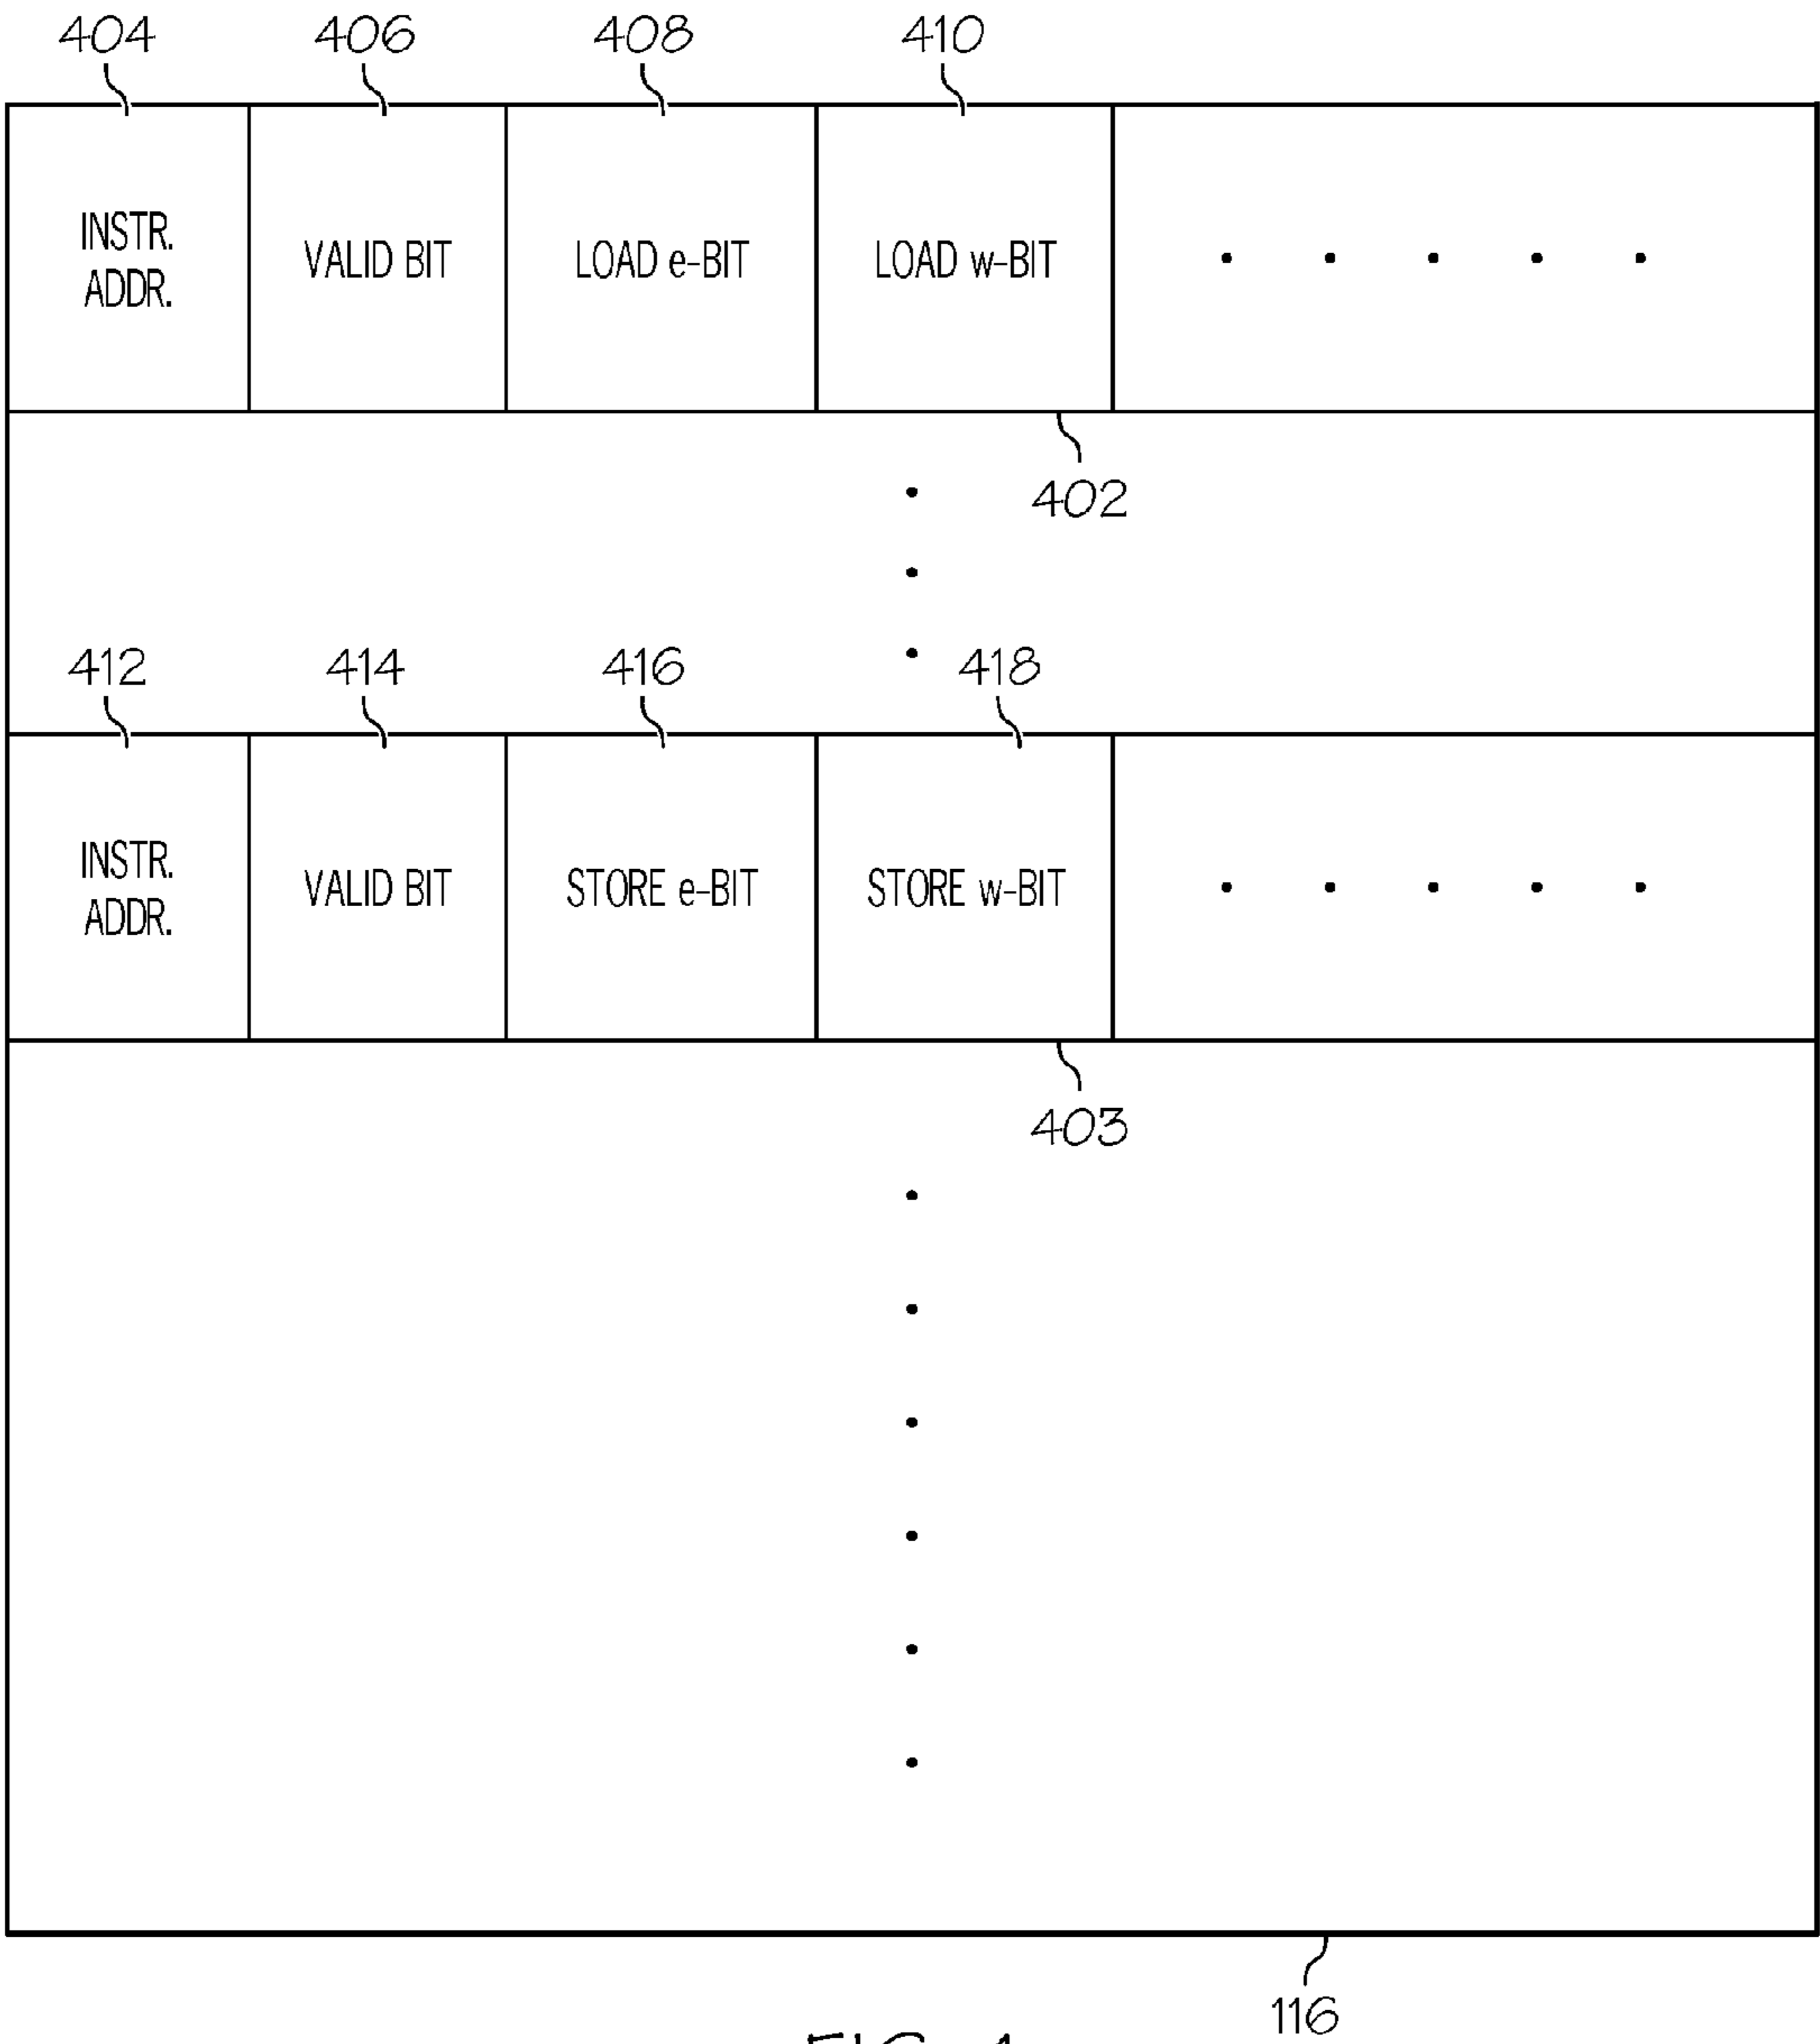 404 406 408 410
INSTR. ADDR. VALID BIT LOAD e-BIT LOAD w-BIT
402
412 414 416 418
INSTR. ADDR. VALID BIT STORE e-BIT STORE w-BIT
403
116